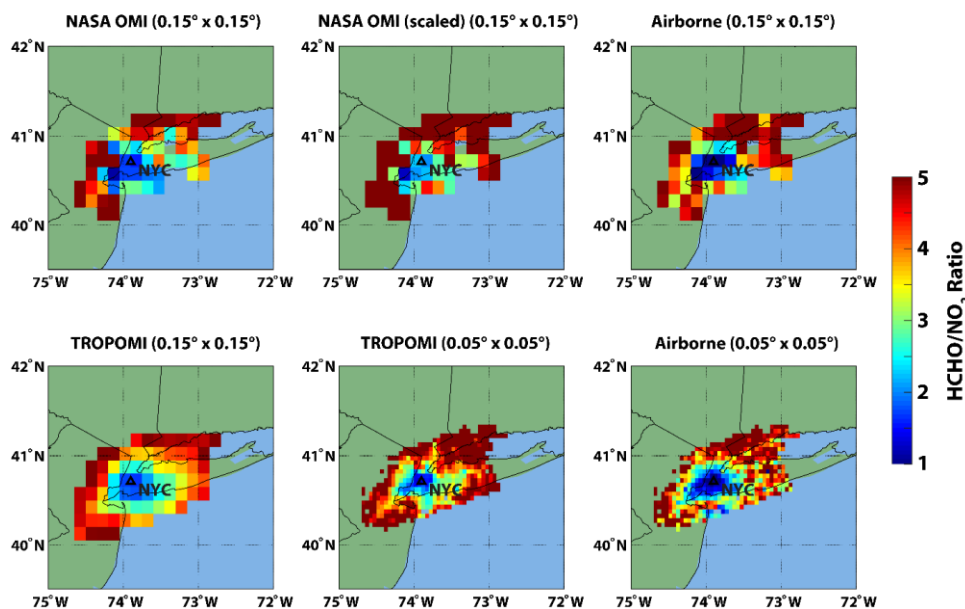 NASA OMI (0.15° x 0.15°)
NASA OMI (scaled) (0.15° x 0.15°)
Airborne (0.15° x 0.15°)
42°N
41°N
40°N
NYC
75°W
74°W
73°W
72°W
42°N
41°N
40°N
NYC
75°W
74°W
73°W
72°W
42°N
41°N
40°N
NYC
75°W
74°W
73°W
72°W
TROPOMI (0.15° x 0.15°)
TROPOMI (0.05° x 0.05°)
Airborne (0.05° x 0.05°)
42°N
41°N
40°N
NYC
75°W
74°W
73°W
72°W
42°N
41°N
40°N
NYC
75°W
74°W
73°W
72°W
42°N
41°N
40°N
NYC
75°W
74°W
73°W
72°W
5
4
3
2
1
HCHO/NO₂ Ratio